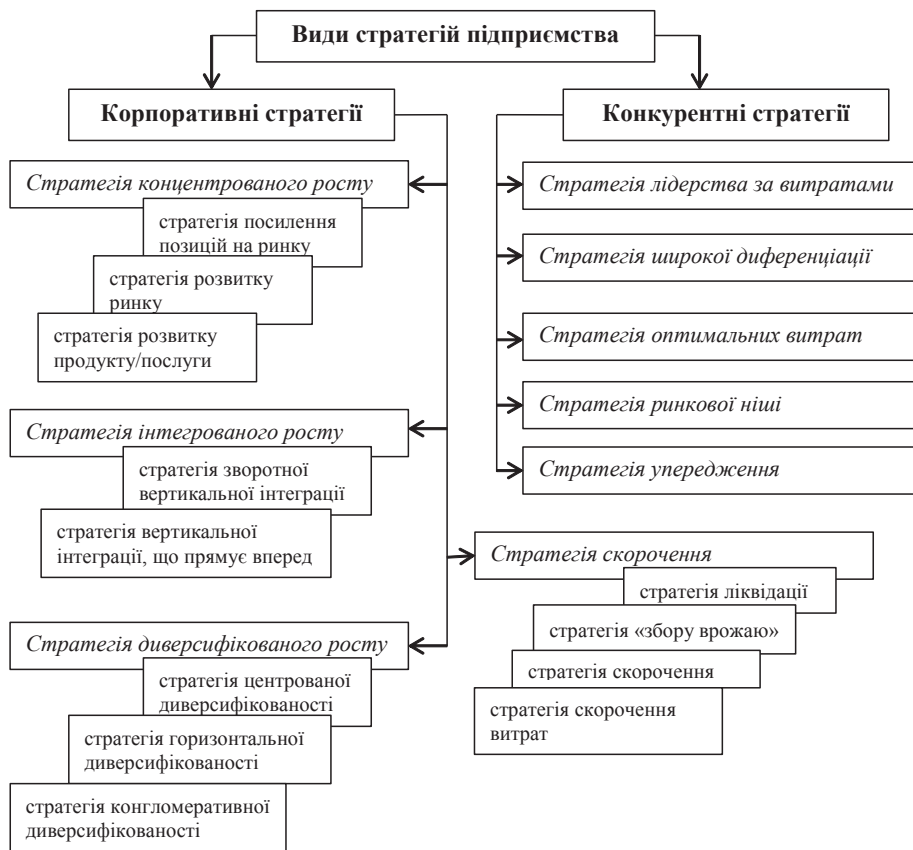 Види стратегій підприємства
Корпоративні стратегії
Стратегія концентрованого росту
стратегія посилення
позицій на ринку
стратегія розвитку
ринку
стратегія розвитку
продукту/послуги
Стратегія інтегрованого росту
стратегія зворотної
вертикальної інтеграції
стратегія вертикальної
інтеграції, що прямує вперед
Стратегія диверсифікованого росту
стратегія центрованої
диверсифікованості
стратегія горизонтальної
диверсифікованості
стратегія конгломеративної
диверсифікованості
Конкурентні стратегії
Стратегія лідерства за витратами
Стратегія широкої диференціації
Стратегія оптимальних витрат
Стратегія ринкової ніші
Стратегія упередження
Стратегія скорочення
стратегія ліквідації
стратегія «збору врожаю»
стратегія скорочення
стратегія скорочення
витрат